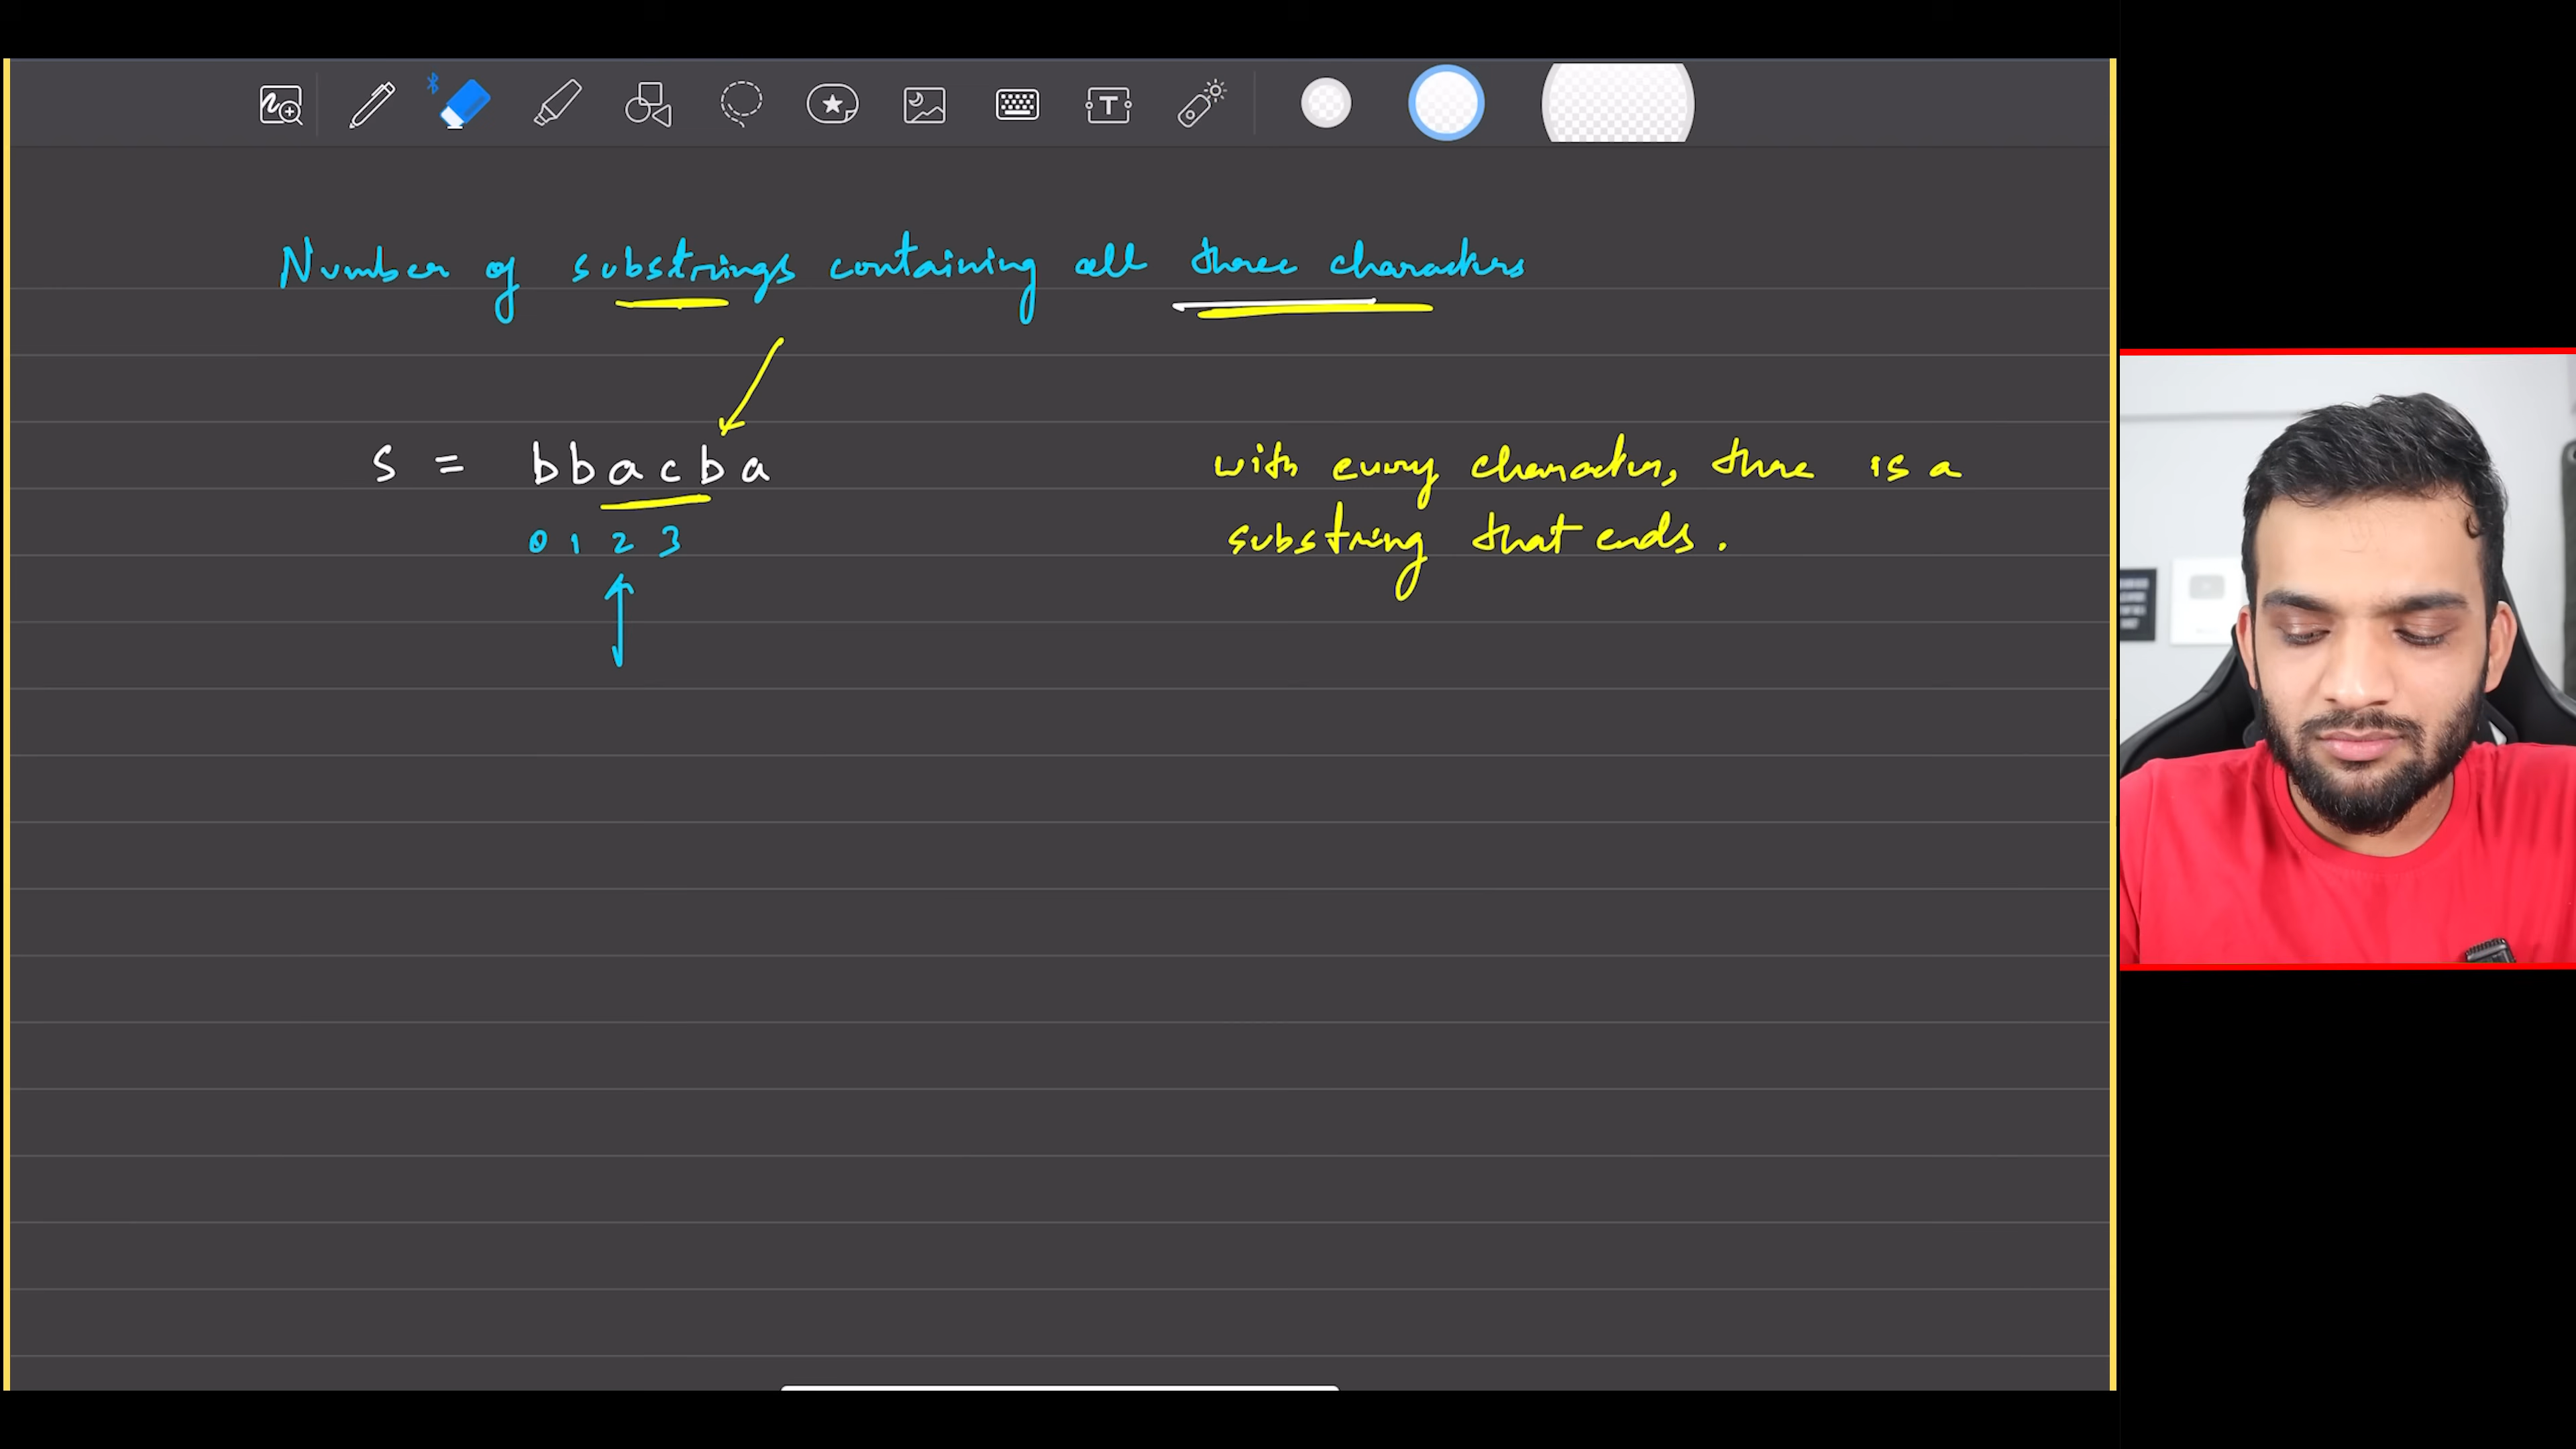 Number of substrings containing all three characters
S = bbacba
0 1 2 3
with every character, there is a
substring that ends.